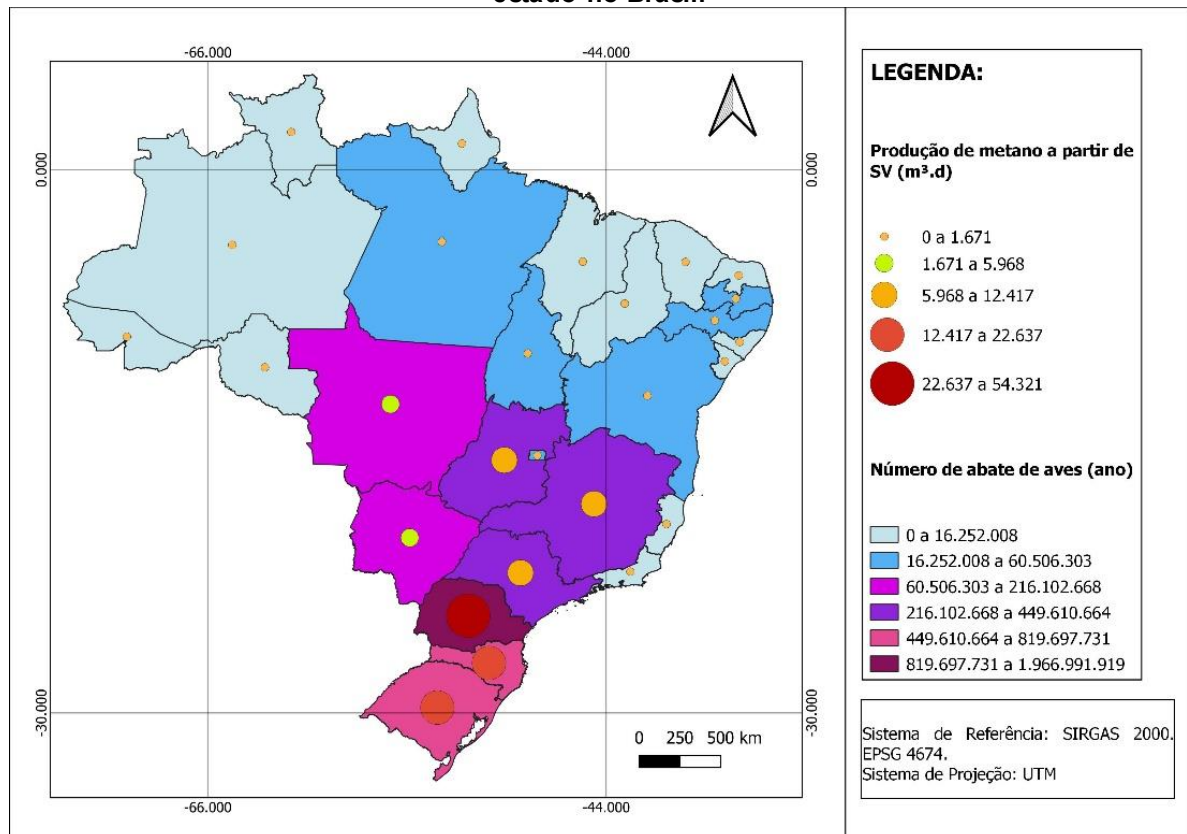 -66.000
-44.000
0.000
0.000
-30.000
-30.000
0 250 500 km
-66.000
-44.000
LEGENDA:
Produção de metano a partir de
SV (m³.d)
0 a 1.671
1.671 a 5.968
5.968 a 12.417
12.417 a 22.637
22.637 a 54.321
Número de abate de aves (ano)
0 a 16.252.008
16.252.008 a 60.506.303
60.506.303 a 216.102.668
216.102.668 a 449.610.664
449.610.664 a 819.697.731
819.697.731 a 1.966.991.919
Sistema de Referência: SIRGAS 2000.
EPSG 4674.
Sistema de Projeção: UTM